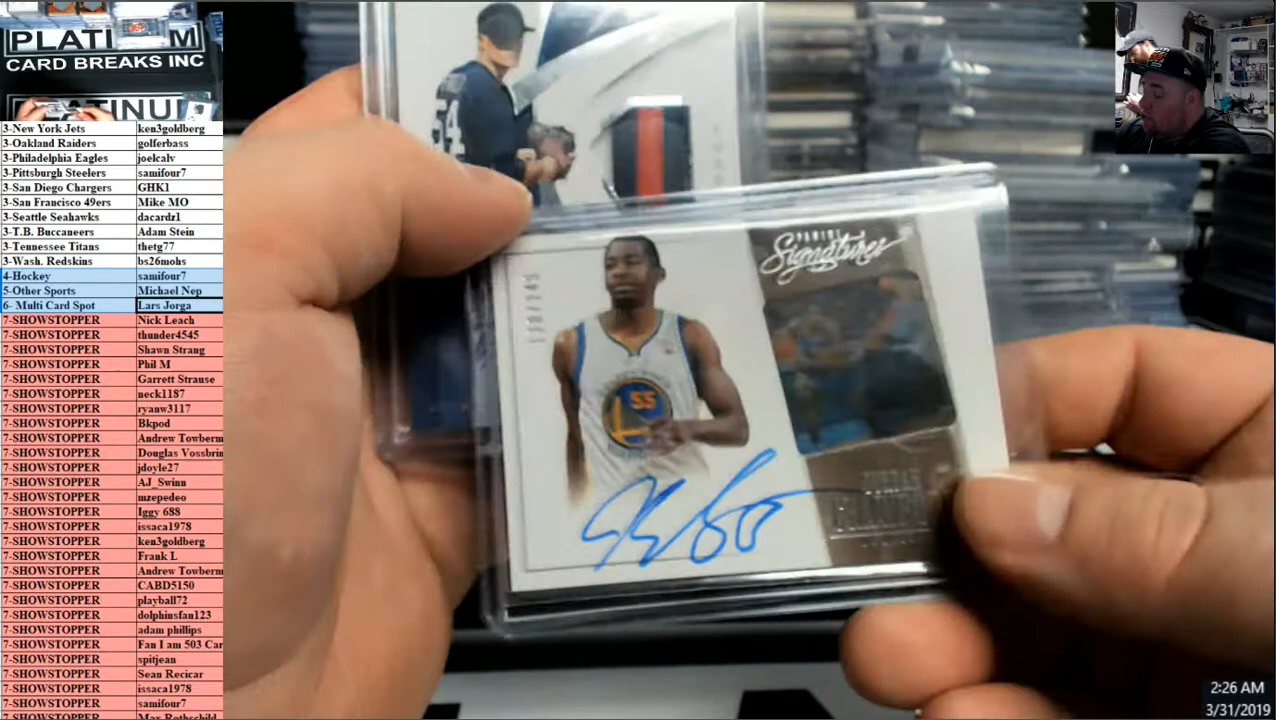 PLATI M
CARD BREAKS INC
PLATINU
3-New York Jets ken3goldberg
3-Oakland Raiders golferbass
3-Philadelphia Eagles joelcalv
3-Pittsburgh Steelers samifour7
3-San Diego Chargers GHK1
3-San Francisco 49ers Mike MO
3-Seattle Seahawks dacardz1
3-T.B. Buccaneers Adam Stein
3-Tennessee Titans thetg77
3-Wash. Redskins bs26mohs
4-Hockey samifour7
5-Other Sports Michael Nep
6- Multi Card Spot Lars Jorga
7-SHOWSTOPPER Nick Leach
7-SHOWSTOPPER thunder4545
7-SHOWSTOPPER Shawn Strang
7-SHOWSTOPPER Phil M
7-SHOWSTOPPER Garrett Strause
7-SHOWSTOPPER neck1187
7-SHOWSTOPPER ryanw3117
7-SHOWSTOPPER Bkpod
7-SHOWSTOPPER Andrew Towberm
7-SHOWSTOPPER Douglas Vossbrin
7-SHOWSTOPPER jdoyle27
7-SHOWSTOPPER AJ_Swinn
7-SHOWSTOPPER mzepedeo
7-SHOWSTOPPER Iggy 688
7-SHOWSTOPPER issaca1978
7-SHOWSTOPPER ken3goldberg
7-SHOWSTOPPER Frank L
7-SHOWSTOPPER Andrew Towberm
7-SHOWSTOPPER CABD5150
7-SHOWSTOPPER playball72
7-SHOWSTOPPER dolphinsfan123
7-SHOWSTOPPER adam phillips
7-SHOWSTOPPER Fan I am 503 Car
7-SHOWSTOPPER spitjean
7-SHOWSTOPPER Sean Recicar
7-SHOWSTOPPER issaca1978
7-SHOWSTOPPER samifour7
7-SHOWSTOPPER Max Rothschild
54
PANINI
Signatures
55
2:26 AM
3/31/2019